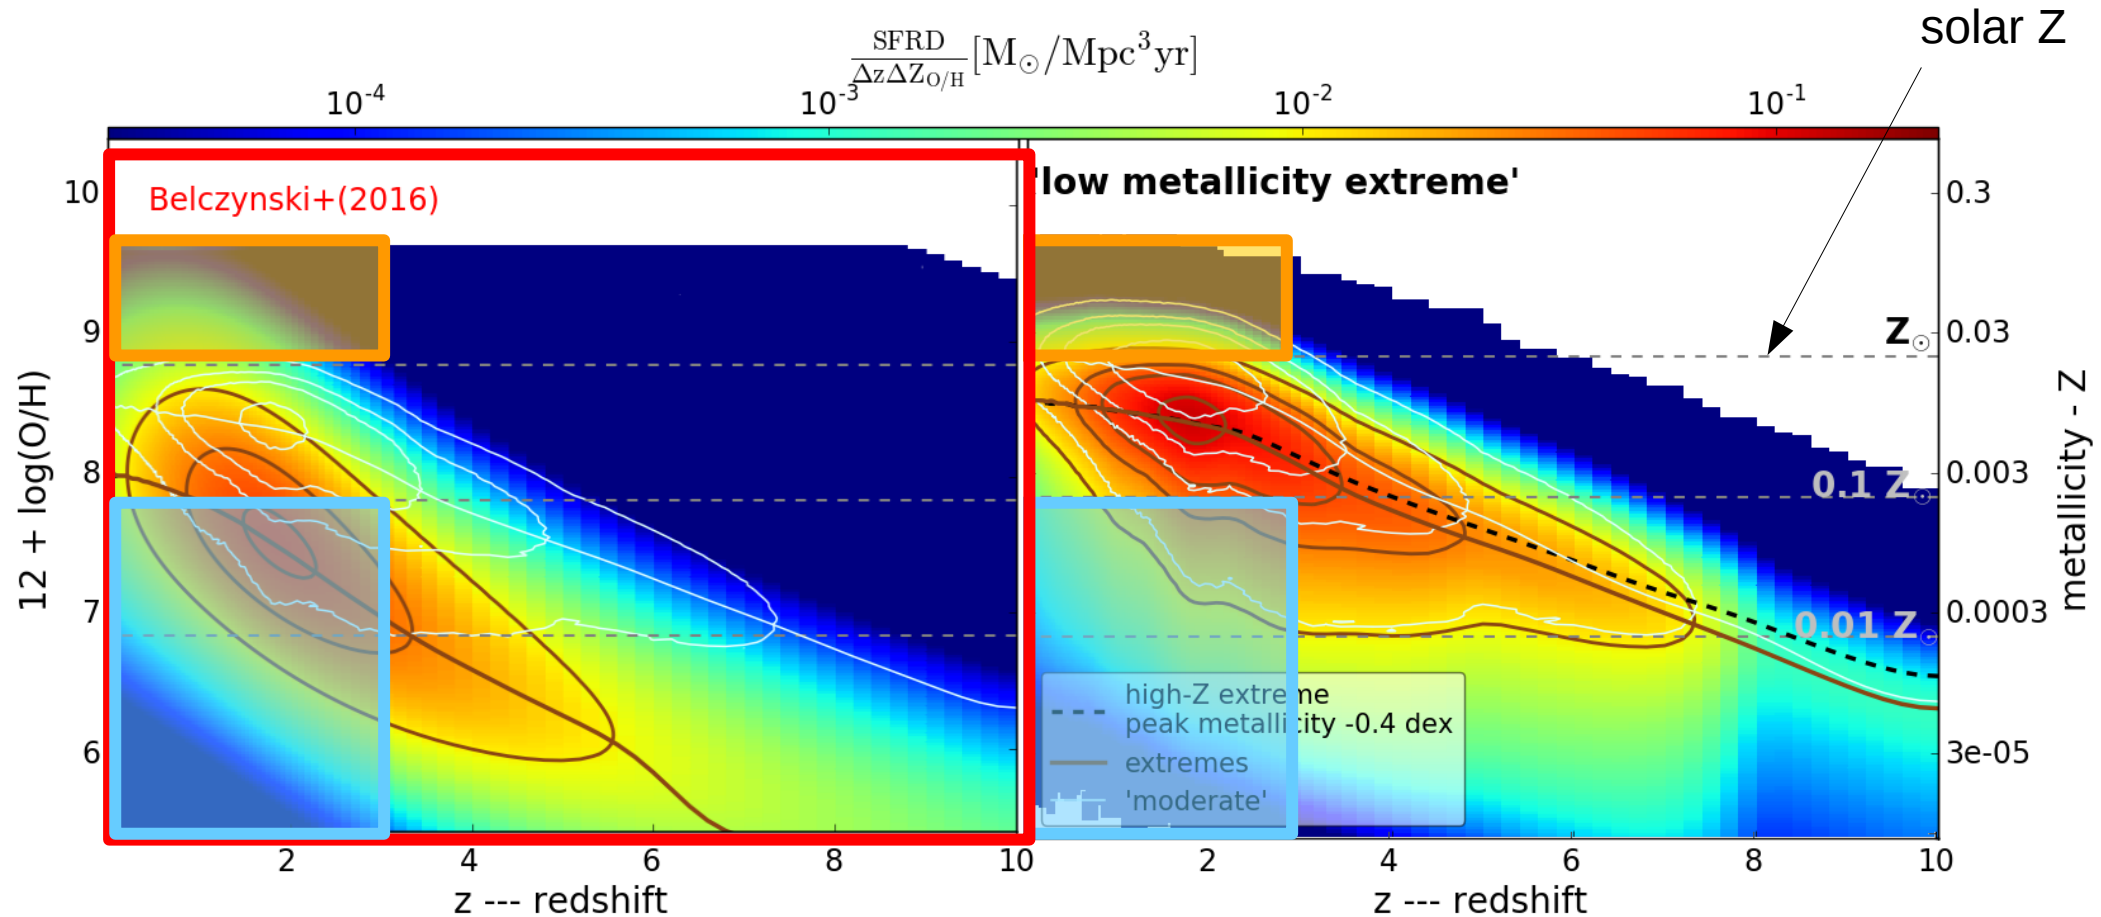 solar Z
SFRD
ΔzΔZ_O/H [M☉/Mpc³yr]
10⁻⁴ 10⁻³ 10⁻² 10⁻¹
Belczynski+(2016)
'low metallicity extreme'
10
9
8
7
6
12 + log(O/H)
0.3
0.03
0.003
0.0003
3e-05
metallicity - Z
Z☉
0.1 Z☉
0.01 Z☉
high-Z extreme
peak metallicity -0.4 dex
extremes
'moderate'
2 4 6 8 10
2 4 6 8 10
z --- redshift
z --- redshift